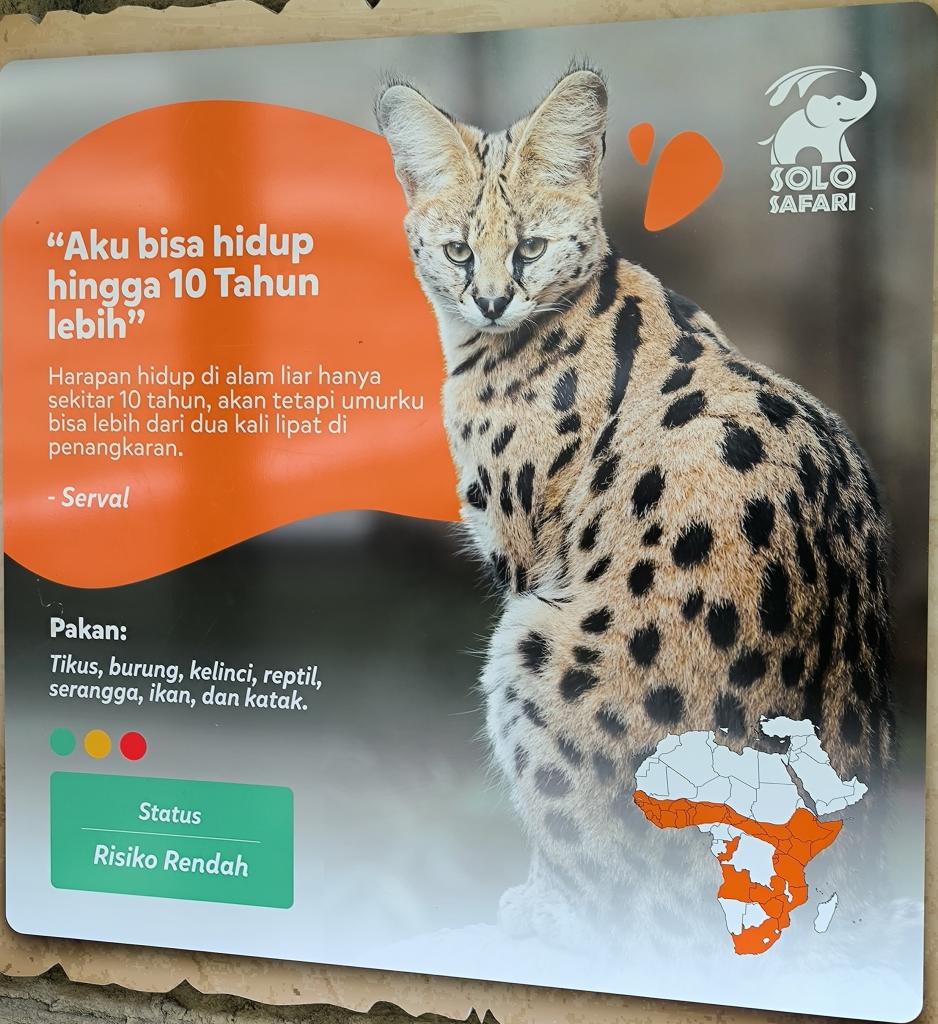 SOLO
SAFARI
“Aku bisa hidup
hingga 10 Tahun
lebih”
Harapan hidup di alam liar hanya
sekitar 10 tahun, akan tetapi umurku
bisa lebih dari dua kali lipat di
penangkaran.
- Serval
Pakan:
Tikus, burung, kelinci, reptil,
serangga, ikan, dan katak.
Status
Risiko Rendah